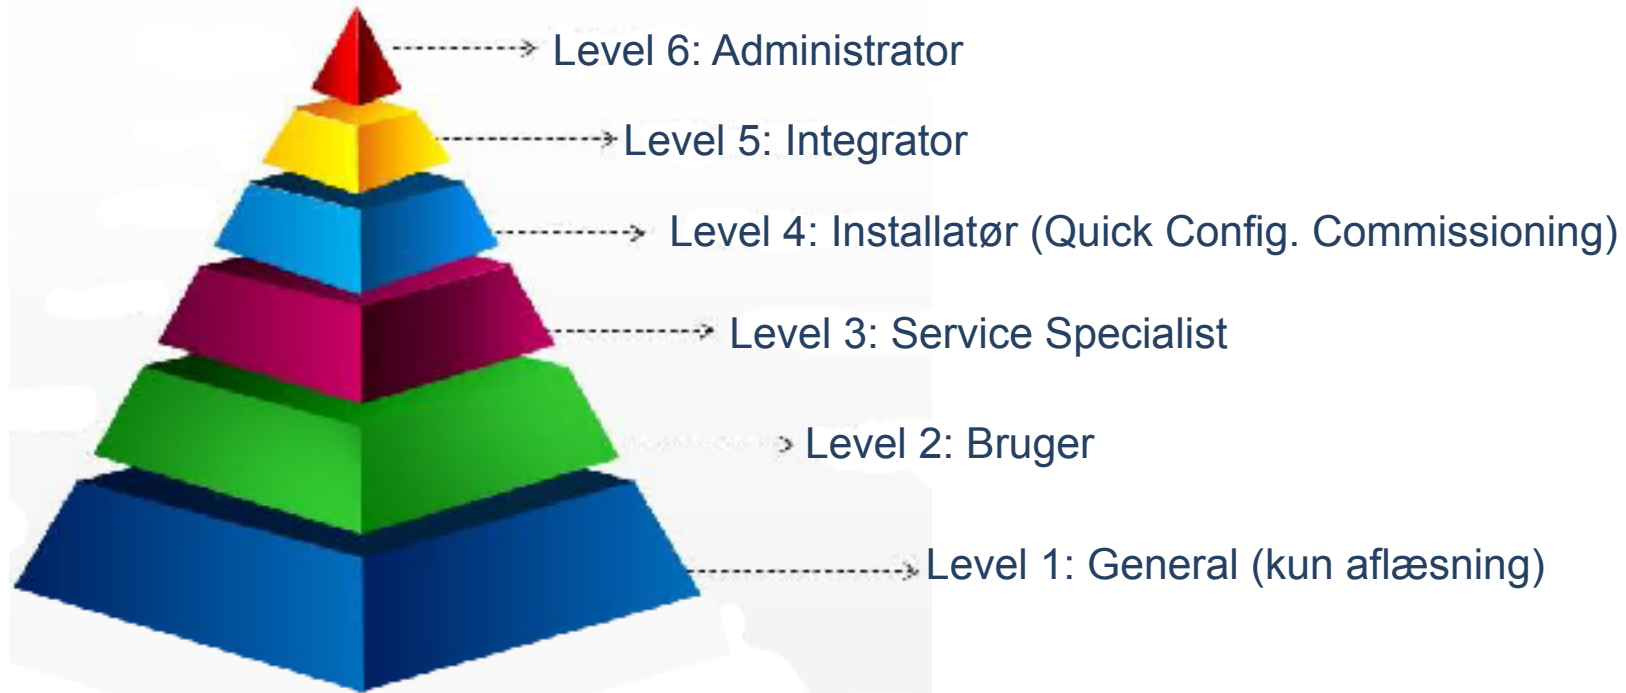 Level 6: Administrator
Level 5: Integrator
Level 4: Installatør (Quick Config. Commissioning)
Level 3: Service Specialist
Level 2: Bruger
Level 1: General (kun aflæsning)